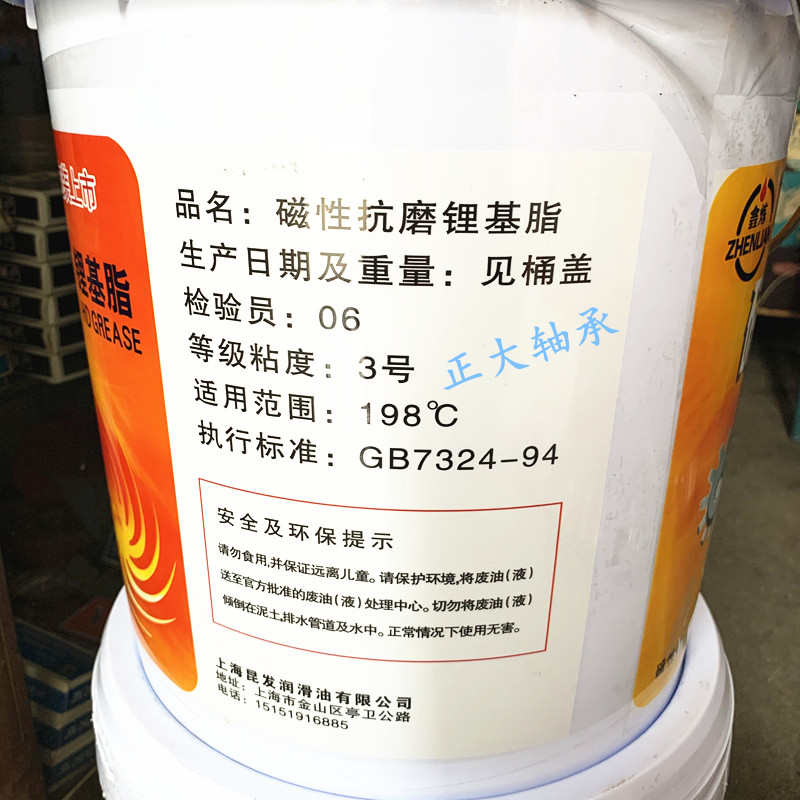 上市
锂基脂
GREASE
品名：磁性抗磨锂基脂
生产日期及重量：见桶盖
检验员：06
等级粘度：3号
适用范围：198℃
执行标准：GB7324-94
正大轴承
安全及环保提示
请勿食用,并保证远离儿童。请保护环境,将废油(液)
送至官方批准的废油(液)处理中心。切勿将废油(液)
倾倒在泥土,排水管道及水中。正常情况下使用无害。
上海昆发润滑油有限公司
地址：上海市金山区亭卫公路
电话：15151916885